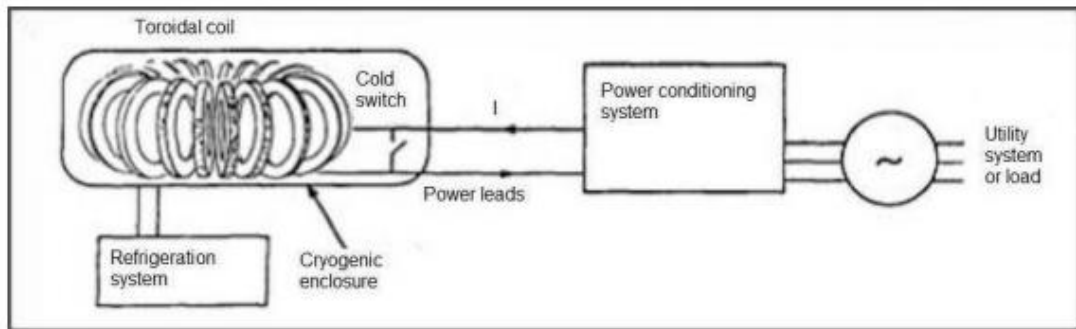 Toroidal coil
Cold
switch
I
Power conditioning
system
~
Utility
system
or load
Power leads
Refrigeration
system
Cryogenic
enclosure